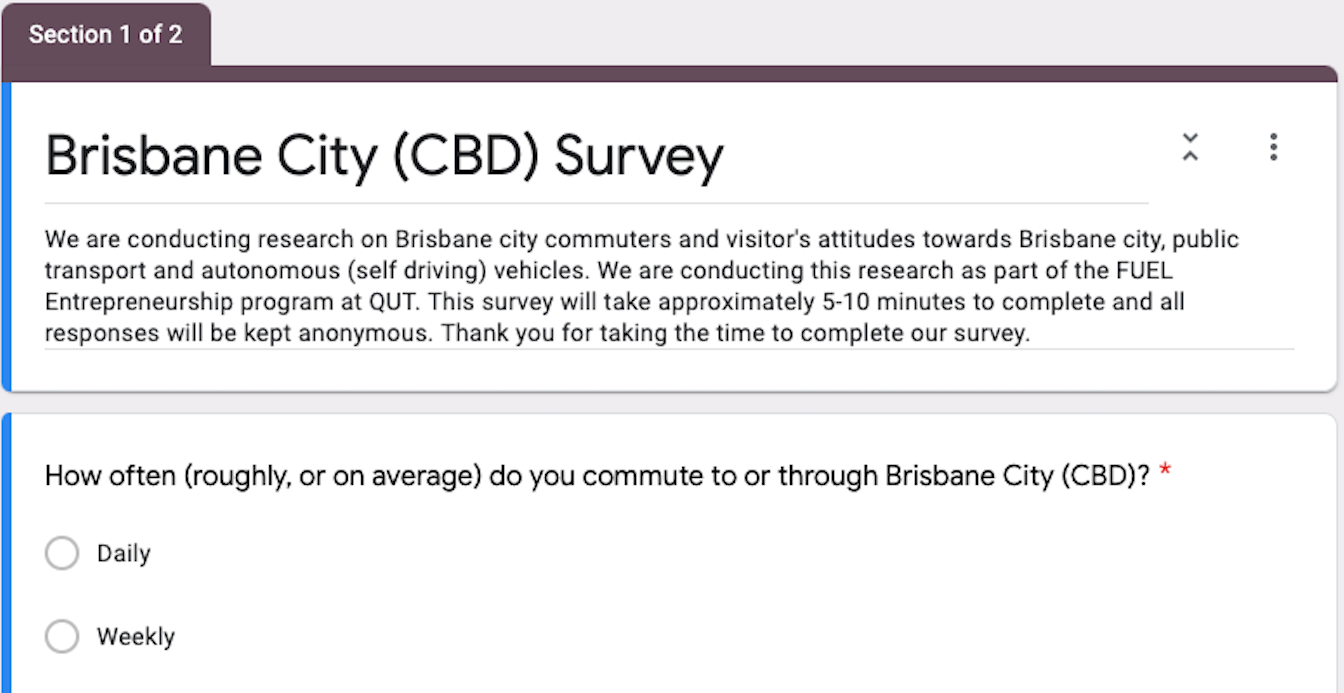 Section 1 of 2
Brisbane City (CBD) Survey
We are conducting research on Brisbane city commuters and visitor's attitudes towards Brisbane city, public
transport and autonomous (self driving) vehicles. We are conducting this research as part of the FUEL
Entrepreneurship program at QUT. This survey will take approximately 5-10 minutes to complete and all
responses will be kept anonymous. Thank you for taking the time to complete our survey.
How often (roughly, or on average) do you commute to or through Brisbane City (CBD)? *
Daily
Weekly